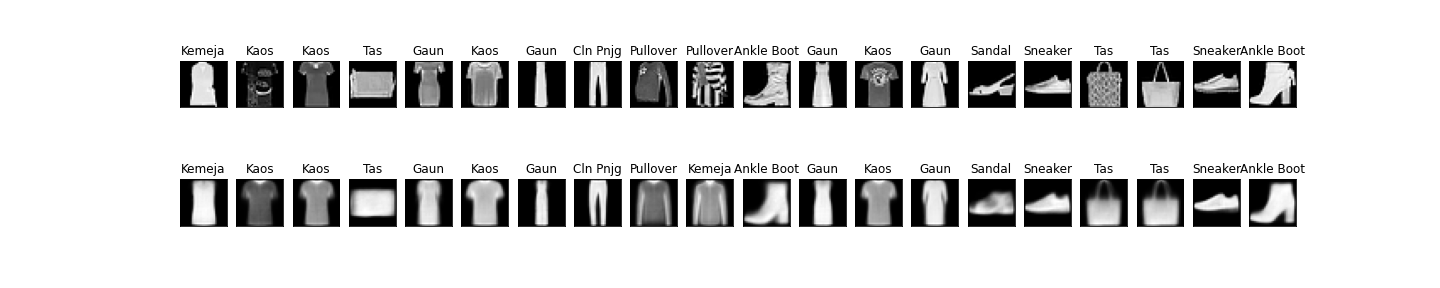 Kemeja Kaos Kaos Tas Gaun Kaos Gaun Cln Pnjg Pullover Pullover Ankle Boot Gaun Kaos Gaun Sandal Sneaker Tas Tas Sneaker Ankle Boot
Kemeja Kaos Kaos Tas Gaun Kaos Gaun Cln Pnjg Pullover Kemeja Ankle Boot Gaun Kaos Gaun Sandal Sneaker Tas Tas Sneaker Ankle Boot